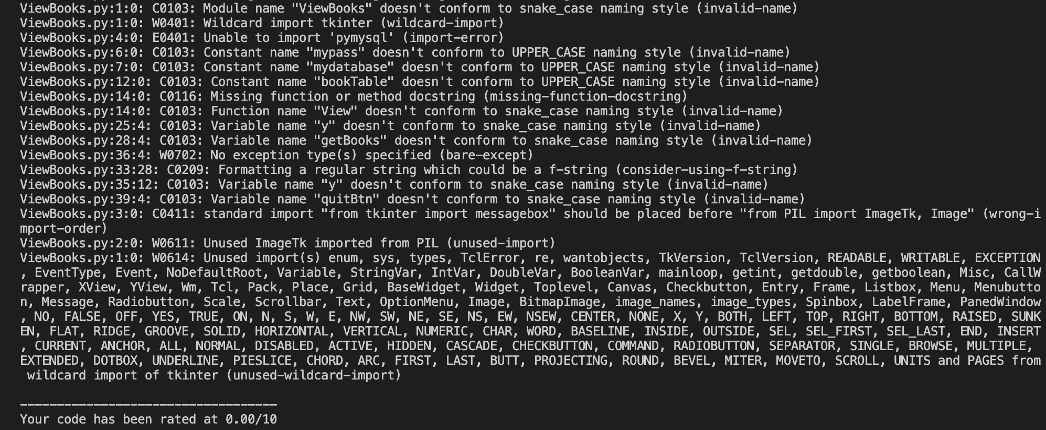 ViewBooks.py:1:0: C0103: Module name "ViewBooks" doesn't conform to snake_case naming style (invalid-name)
ViewBooks.py:1:0: W0401: Wildcard import tkinter (wildcard-import)
ViewBooks.py:4:0: E0401: Unable to import 'pymysql' (import-error)
ViewBooks.py:6:0: C0103: Constant name "mypass" doesn't conform to UPPER_CASE naming style (invalid-name)
ViewBooks.py:7:0: C0103: Constant name "mydatabase" doesn't conform to UPPER_CASE naming style (invalid-name)
ViewBooks.py:12:0: C0103: Constant name "bookTable" doesn't conform to UPPER_CASE naming style (invalid-name)
ViewBooks.py:14:0: C0116: Missing function or method docstring (missing-function-docstring)
ViewBooks.py:14:0: C0103: Function name "View" doesn't conform to snake_case naming style (invalid-name)
ViewBooks.py:25:4: C0103: Variable name "y" doesn't conform to snake_case naming style (invalid-name)
ViewBooks.py:28:4: C0103: Variable name "getBooks" doesn't conform to snake_case naming style (invalid-name)
ViewBooks.py:36:4: W0702: No exception type(s) specified (bare-except)
ViewBooks.py:33:28: C0209: Formatting a regular string which could be a f-string (consider-using-f-string)
ViewBooks.py:35:12: C0103: Variable name "y" doesn't conform to snake_case naming style (invalid-name)
ViewBooks.py:39:4: C0103: Variable name "quitBtn" doesn't conform to snake_case naming style (invalid-name)
ViewBooks.py:3:0: C0411: standard import "from tkinter import messagebox" should be placed before "from PIL import ImageTk, Image" (wrong-i
mport-order)
ViewBooks.py:2:0: W0611: Unused ImageTk imported from PIL (unused-import)
ViewBooks.py:1:0: W0614: Unused import(s) enum, sys, types, TclError, re, wantobjects, TkVersion, TclVersion, READABLE, WRITABLE, EXCEPTION
, EventType, Event, NoDefaultRoot, Variable, StringVar, IntVar, DoubleVar, BooleanVar, mainloop, getint, getdouble, getboolean, Misc, CallW
rapper, XView, YView, Wm, Tcl, Pack, Place, Grid, BaseWidget, Widget, Toplevel, Canvas, Checkbutton, Entry, Frame, Listbox, Menu, Menubutto
n, Message, Radiobutton, Scale, Scrollbar, Text, OptionMenu, Image, BitmapImage, image_names, image_types, Spinbox, LabelFrame, PanedWindow
, NO, FALSE, OFF, YES, TRUE, ON, N, S, W, E, NW, SW, NE, SE, NS, EW, NSEW, CENTER, NONE, X, Y, BOTH, LEFT, TOP, RIGHT, BOTTOM, RAISED, SUNK
EN, FLAT, RIDGE, GROOVE, SOLID, HORIZONTAL, VERTICAL, NUMERIC, CHAR, WORD, BASELINE, INSIDE, OUTSIDE, SEL, SEL_FIRST, SEL_LAST, END, INSERT
, CURRENT, ANCHOR, ALL, NORMAL, DISABLED, ACTIVE, HIDDEN, CASCADE, CHECKBUTTON, COMMAND, RADIOBUTTON, SEPARATOR, SINGLE, BROWSE, MULTIPLE,
EXTENDED, DOTBOX, UNDERLINE, PIESLICE, CHORD, ARC, FIRST, LAST, BUTT, PROJECTING, ROUND, BEVEL, MITER, MOVETO, SCROLL, UNITS and PAGES from
wildcard import of tkinter (unused-wildcard-import)
-----------------------------------
Your code has been rated at 0.00/10